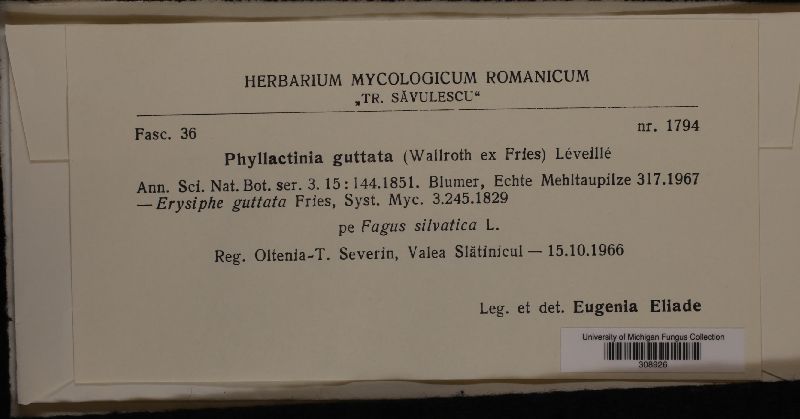 HERBARIUM MYCOLOGICUM ROMANICUM
„TR. SĂVULESCU“
Fasc. 36
nr. 1794
Phyllactinia guttata (Wallroth ex Fries) Léveillé
Ann. Sci. Nat. Bot. ser. 3. 15 : 144.1851. Blumer, Echte Mehltaupilze 317.1967
— Erysiphe guttata Fries, Syst. Myc. 3.245.1829
pe Fagus silvatica L.
Reg. Oltenia-T. Severin, Valea Slătinicul — 15.10.1966
Leg. et det. Eugenia Eliade
University of Michigan Fungus Collection
308926